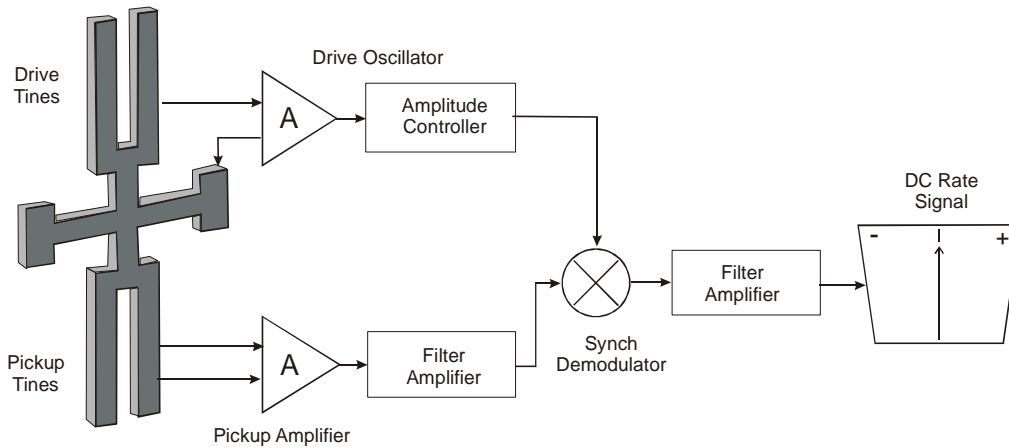 Drive
Tines
Drive Oscillator
A
Amplitude
Controller
DC Rate
Signal
- +
Filter
Amplifier
Synch
Demodulator
Pickup
Tines
A
Filter
Amplifier
Pickup Amplifier